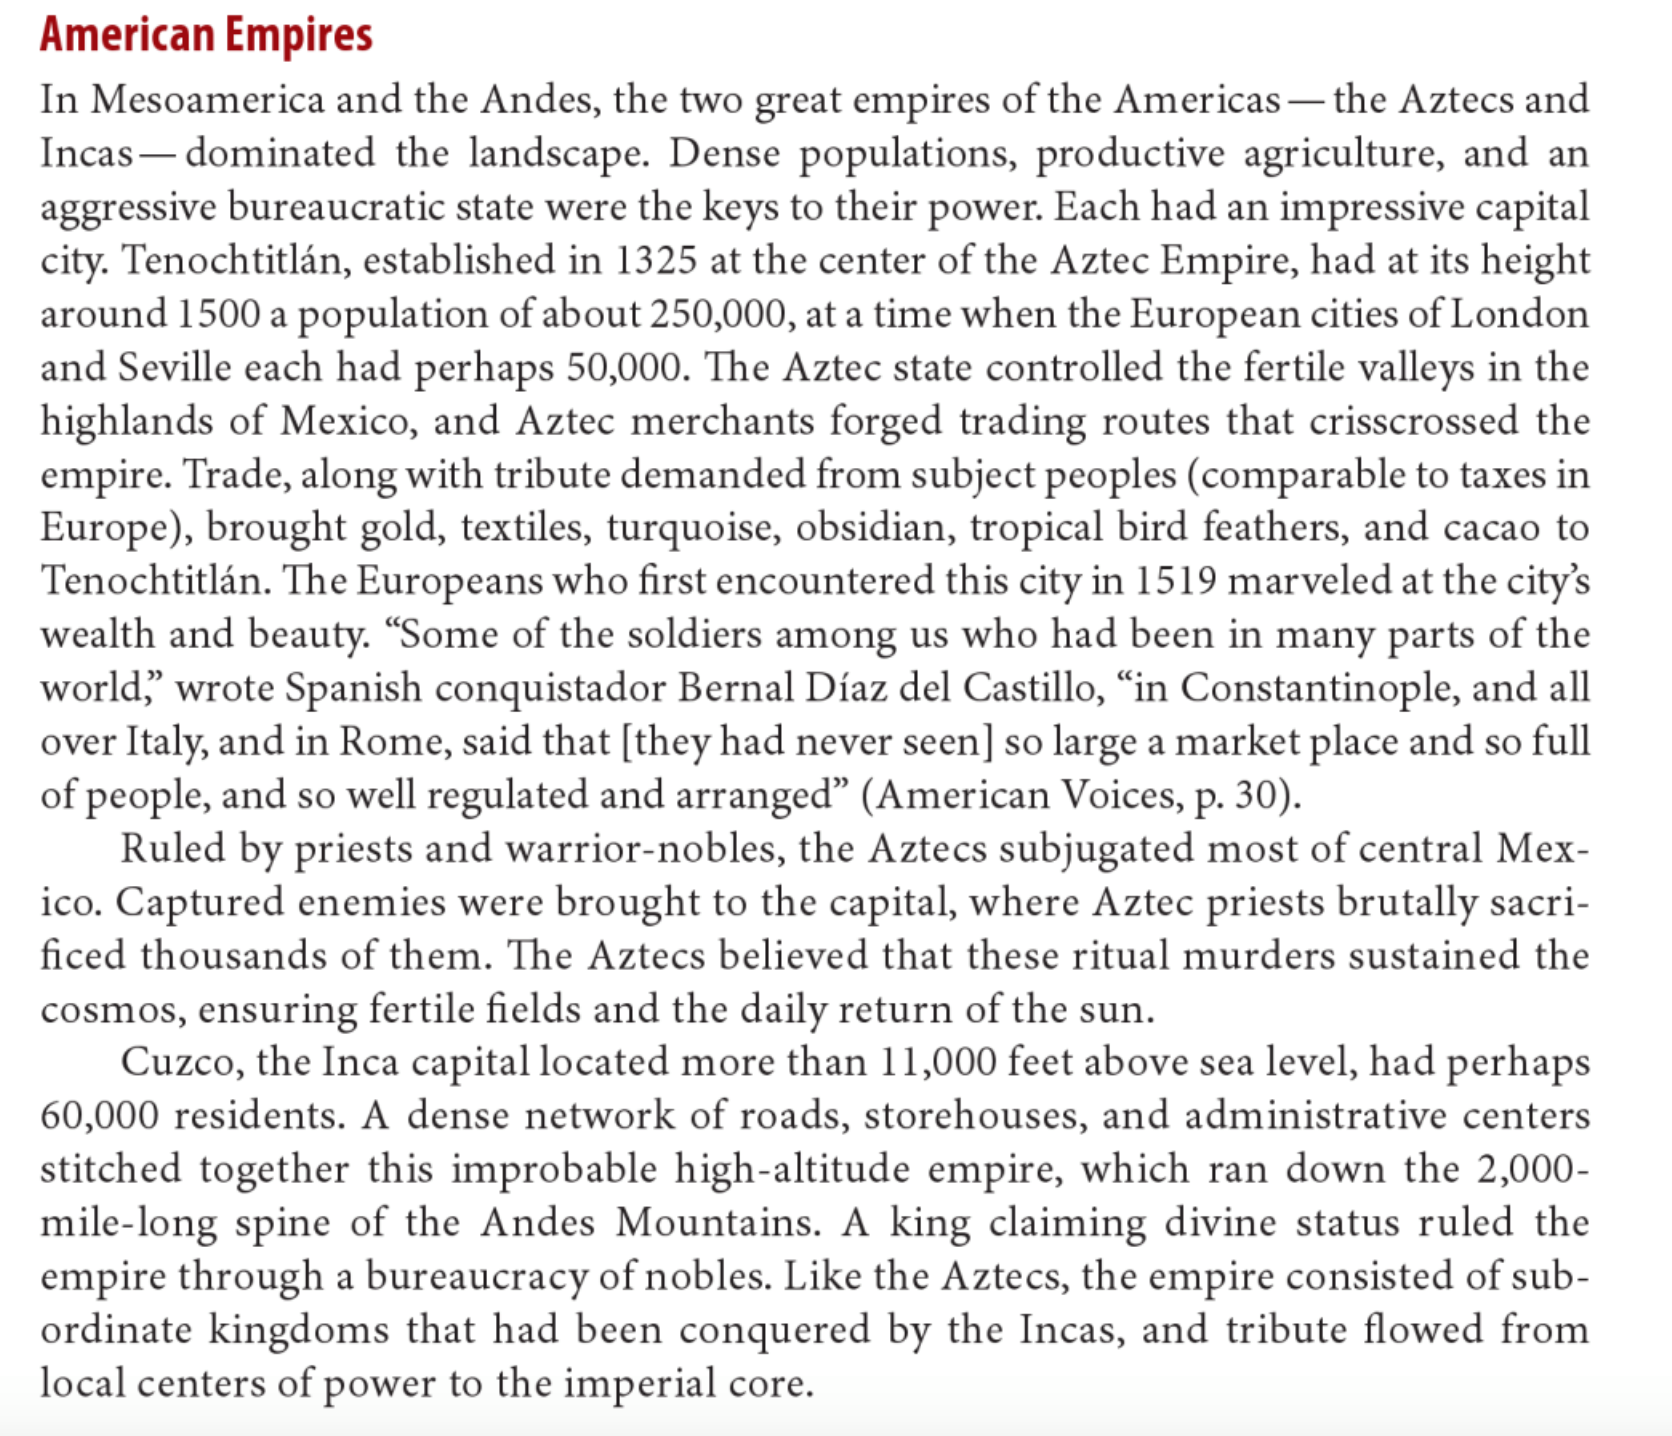 American Empires
In Mesoamerica and the Andes, the two great empires of the Americas — the Aztecs and
Incas — dominated the landscape. Dense populations, productive agriculture, and an
aggressive bureaucratic state were the keys to their power. Each had an impressive capital
city. Tenochtitlán, established in 1325 at the center of the Aztec Empire, had at its height
around 1500 a population of about 250,000, at a time when the European cities of London
and Seville each had perhaps 50,000. The Aztec state controlled the fertile valleys in the
highlands of Mexico, and Aztec merchants forged trading routes that crisscrossed the
empire. Trade, along with tribute demanded from subject peoples (comparable to taxes in
Europe), brought gold, textiles, turquoise, obsidian, tropical bird feathers, and cacao to
Tenochtitlán. The Europeans who first encountered this city in 1519 marveled at the city’s
wealth and beauty. “Some of the soldiers among us who had been in many parts of the
world,” wrote Spanish conquistador Bernal Díaz del Castillo, “in Constantinople, and all
over Italy, and in Rome, said that [they had never seen] so large a market place and so full
of people, and so well regulated and arranged” (American Voices, p. 30).
Ruled by priests and warrior-nobles, the Aztecs subjugated most of central Mex-
ico. Captured enemies were brought to the capital, where Aztec priests brutally sacri-
ficed thousands of them. The Aztecs believed that these ritual murders sustained the
cosmos, ensuring fertile fields and the daily return of the sun.
Cuzco, the Inca capital located more than 11,000 feet above sea level, had perhaps
60,000 residents. A dense network of roads, storehouses, and administrative centers
stitched together this improbable high-altitude empire, which ran down the 2,000-
mile-long spine of the Andes Mountains. A king claiming divine status ruled the
empire through a bureaucracy of nobles. Like the Aztecs, the empire consisted of sub-
ordinate kingdoms that had been conquered by the Incas, and tribute flowed from
local centers of power to the imperial core.